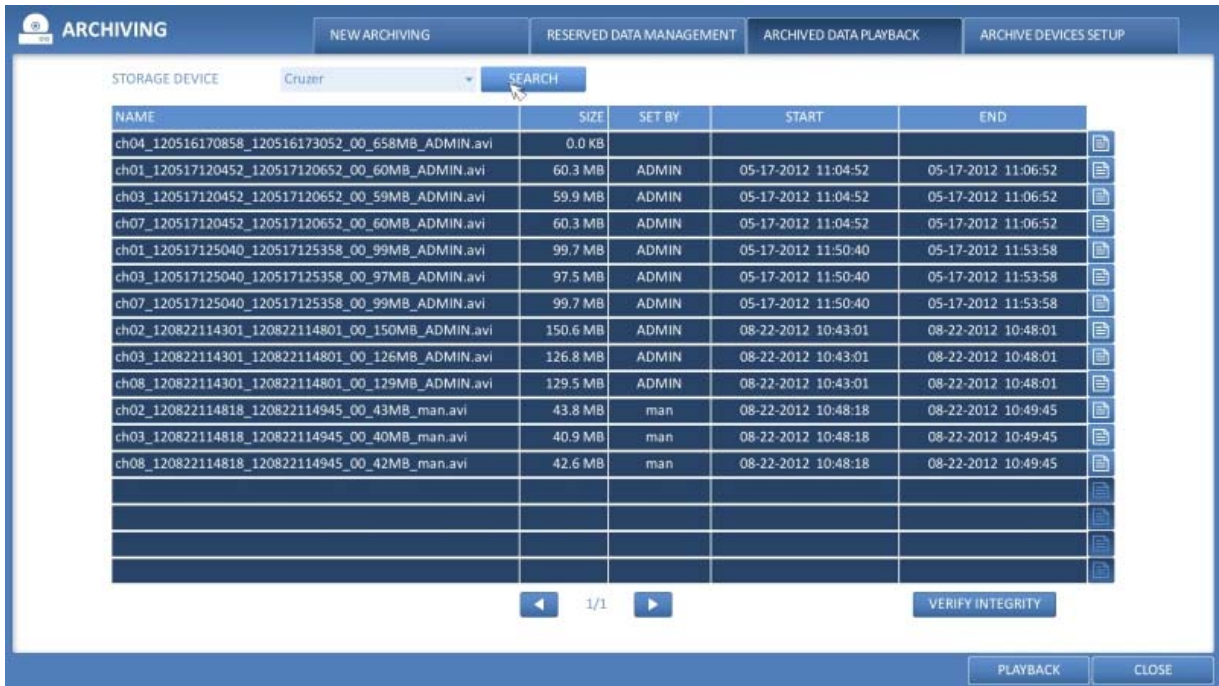 ARCHIVING
NEW ARCHIVING
RESERVED DATA MANAGEMENT
ARCHIVED DATA PLAYBACK
ARCHIVE DEVICES SETUP
STORAGE DEVICE Cruzer SEARCH
NAME SIZE SET BY START END
ch04_120516170858_120516173052_00_658MB_ADMIN.avi 0.0 KB
ch01_120517120452_120517120652_00_60MB_ADMIN.avi 60.3 MB ADMIN 05-17-2012 11:04:52 05-17-2012 11:06:52
ch03_120517120452_120517120652_00_59MB_ADMIN.avi 59.9 MB ADMIN 05-17-2012 11:04:52 05-17-2012 11:06:52
ch07_120517120452_120517120652_00_60MB_ADMIN.avi 60.3 MB ADMIN 05-17-2012 11:04:52 05-17-2012 11:06:52
ch01_120517125040_120517125358_00_99MB_ADMIN.avi 99.7 MB ADMIN 05-17-2012 11:50:40 05-17-2012 11:53:58
ch03_120517125040_120517125358_00_97MB_ADMIN.avi 97.5 MB ADMIN 05-17-2012 11:50:40 05-17-2012 11:53:58
ch07_120517125040_120517125358_00_99MB_ADMIN.avi 99.7 MB ADMIN 05-17-2012 11:50:40 05-17-2012 11:53:58
ch02_120822114301_120822114801_00_150MB_ADMIN.avi 150.6 MB ADMIN 08-22-2012 10:43:01 08-22-2012 10:48:01
ch03_120822114301_120822114801_00_126MB_ADMIN.avi 126.8 MB ADMIN 08-22-2012 10:43:01 08-22-2012 10:48:01
ch08_120822114301_120822114801_00_129MB_ADMIN.avi 129.5 MB ADMIN 08-22-2012 10:43:01 08-22-2012 10:48:01
ch02_120822114818_120822114945_00_43MB_man.avi 43.8 MB man 08-22-2012 10:48:18 08-22-2012 10:49:45
ch03_120822114818_120822114945_00_40MB_man.avi 40.9 MB man 08-22-2012 10:48:18 08-22-2012 10:49:45
ch08_120822114818_120822114945_00_42MB_man.avi 42.6 MB man 08-22-2012 10:48:18 08-22-2012 10:49:45
1/1
VERIFY INTEGRITY
PLAYBACK
CLOSE